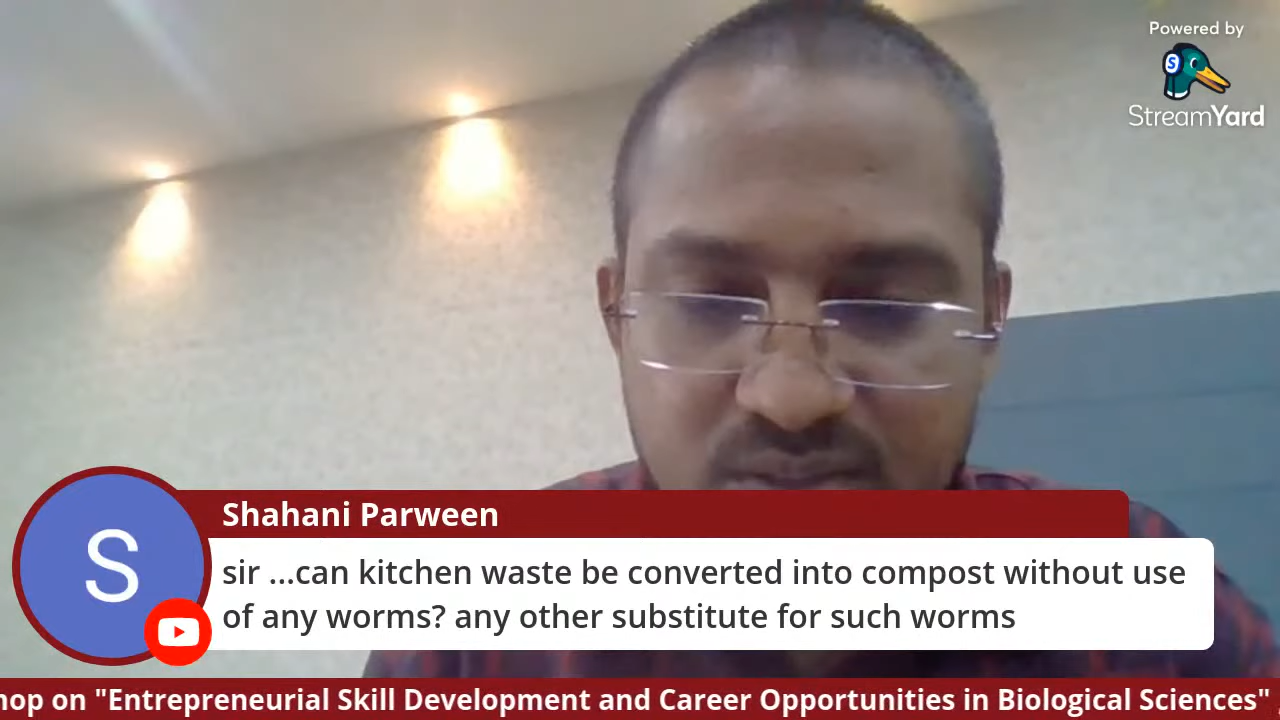 Powered by
S
StreamYard
Shahani Parween
S
sir ...can kitchen waste be converted into compost without use
of any worms? any other substitute for such worms
hop on "Entrepreneurial Skill Development and Career Opportunities in Biological Sciences"